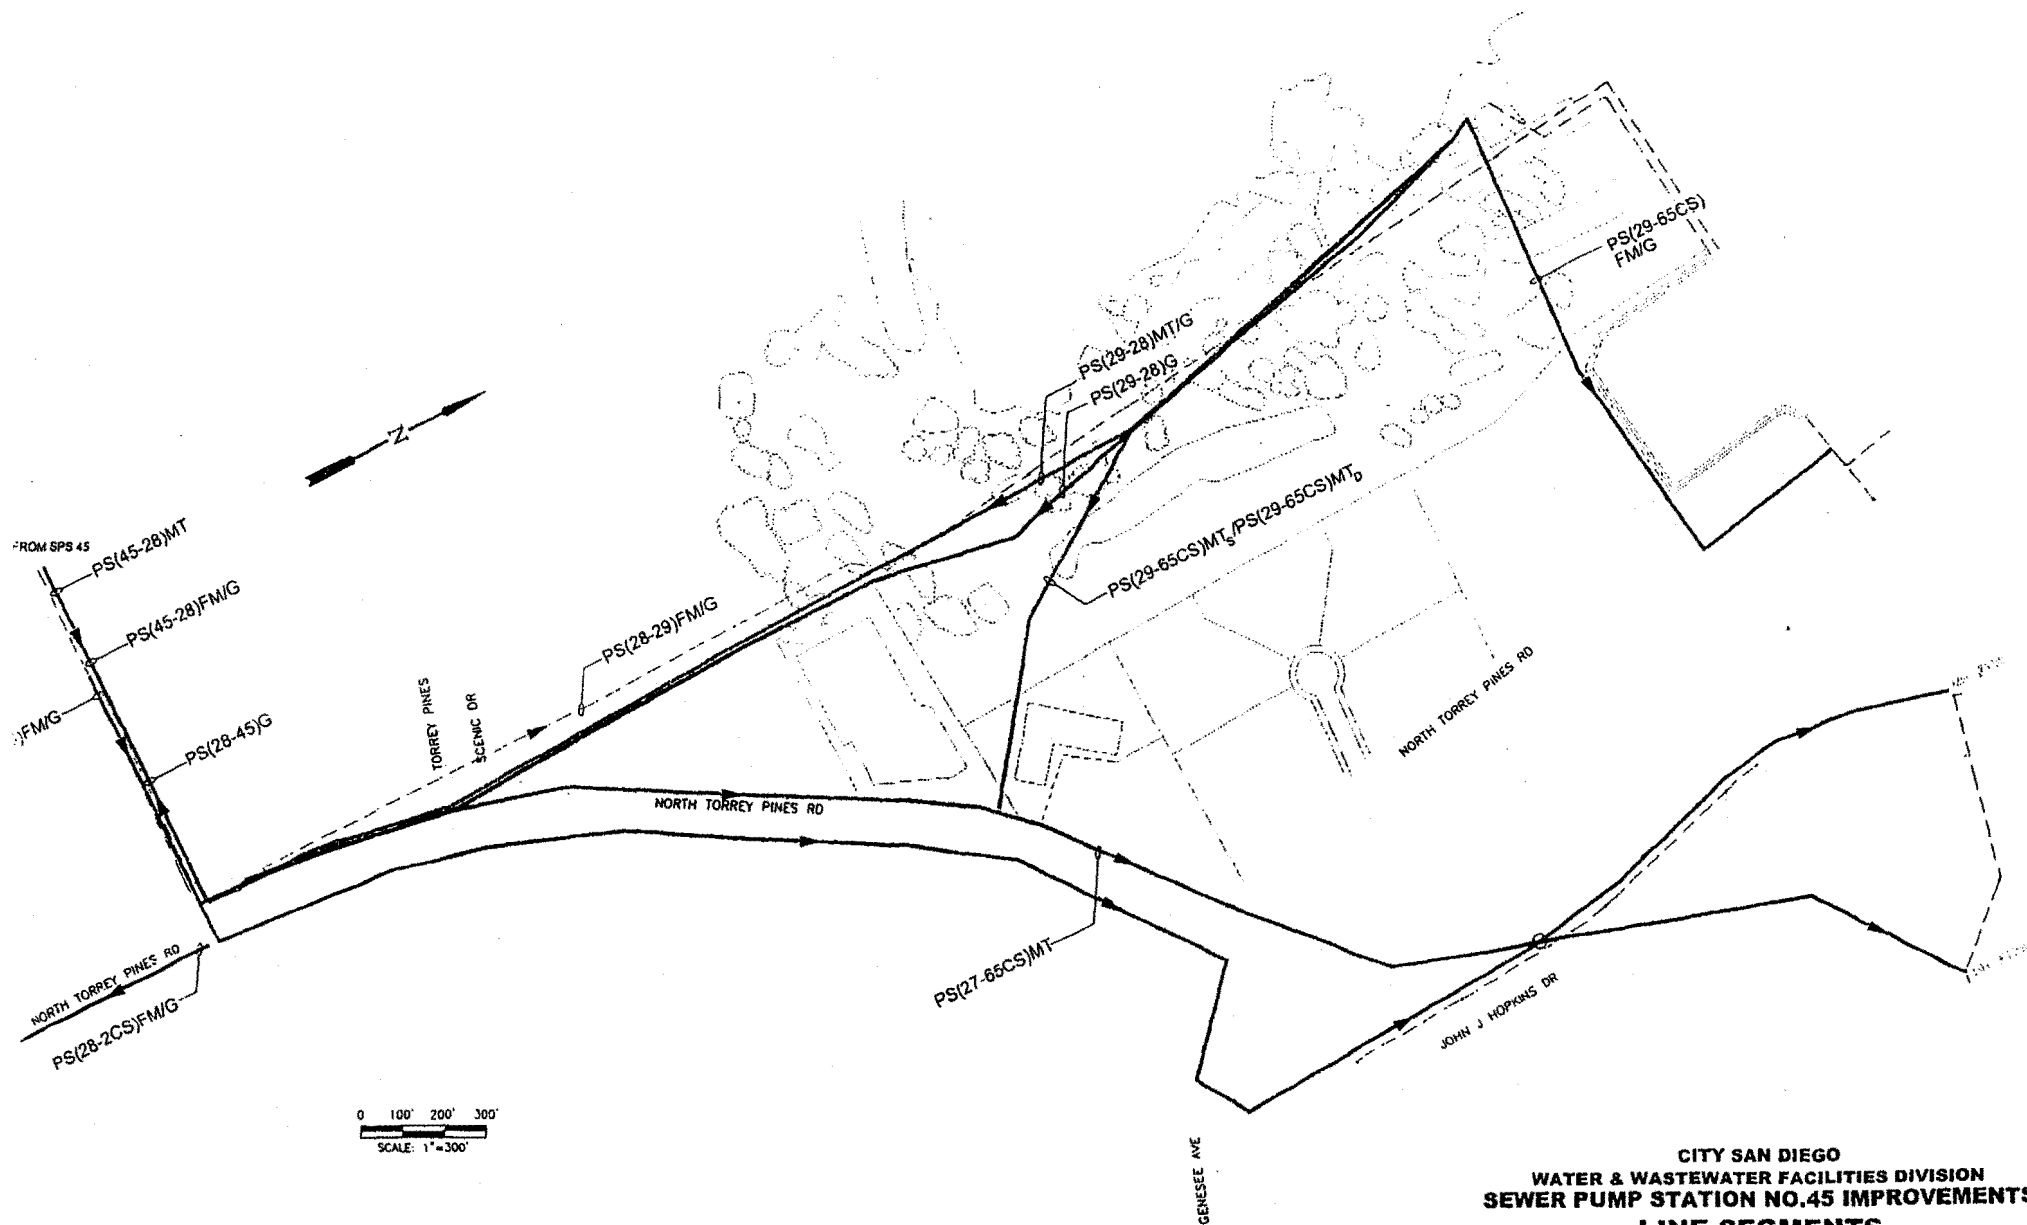 PS(29-65CS)
FM/G
PS(29-28)MT/G
PS(29-28)G
N
PS(29-65CS)MTS/PS(29-65CS)MTD
FROM SPS 45
PS(45-28)MT
PS(45-28)FM/G
PS(28-29)FM/G
)FM/G
PS(28-45)G
TORREY PINES
SCENIC DR
NORTH TORREY PINES RD
NORTH TORREY PINES RD
NORTH TORREY PINES RD
PS(28-2CS)FM/G
PS(27-65CS)MT
JOHN J HOPKINS DR
0 100' 200' 300'
SCALE: 1"=300'
GENESEE AVE
CITY SAN DIEGO
WATER & WASTEWATER FACILITIES DIVISION
SEWER PUMP STATION NO.45 IMPROVEMENTS
LINE SEGMENTS